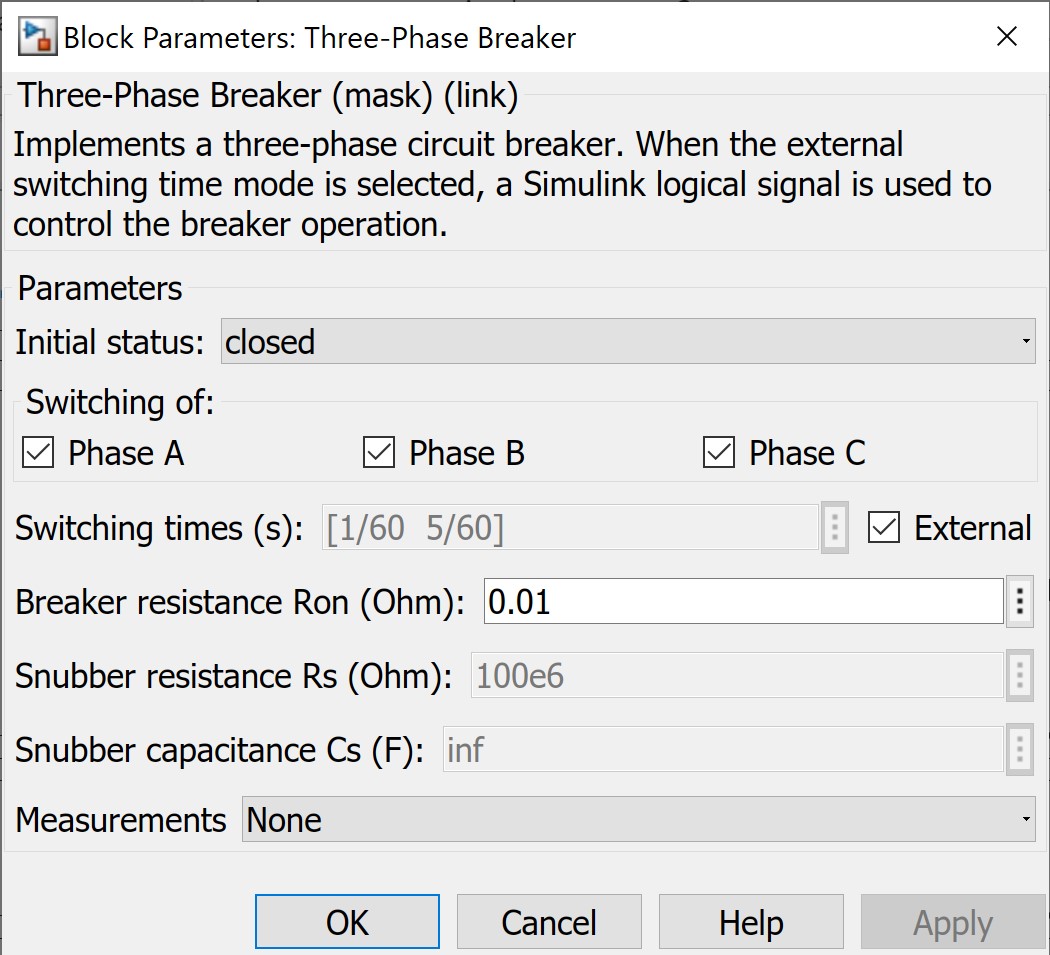 Block Parameters: Three-Phase Breaker
Three-Phase Breaker (mask) (link)
Implements a three-phase circuit breaker. When the external
switching time mode is selected, a Simulink logical signal is used to
control the breaker operation.
Parameters
Initial status: closed
Switching of:
Phase A Phase B Phase C
Switching times (s): [1/60  5/60] External
Breaker resistance Ron (Ohm): 0.01
Snubber resistance Rs (Ohm): 100e6
Snubber capacitance Cs (F): inf
Measurements None
OK Cancel Help Apply